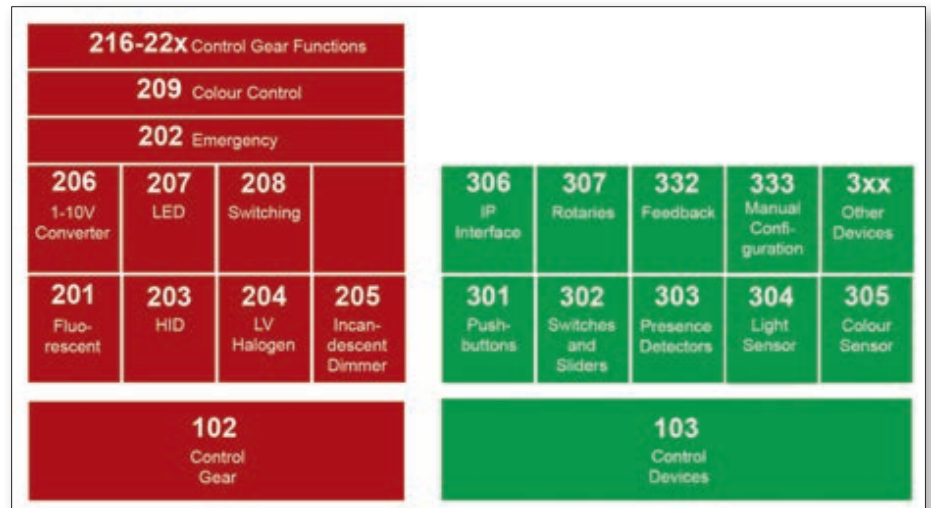 216-22x Control Gear Functions
209 Colour Control
202 Emergency
206
1-10V
Converter
207
LED
208
Switching
306
IP
Interface
307
Rotaries
332
Feedback
333
Manual
Confi-
guration
3xx
Other
Devices
201
Fluo-
rescent
203
HID
204
LV
Halogen
205
Incan-
descent
Dimmer
301
Push-
buttons
302
Switches
and
Sliders
303
Presence
Detectors
304
Light
Sensor
305
Colour
Sensor
102
Control
Gear
103
Control
Devices